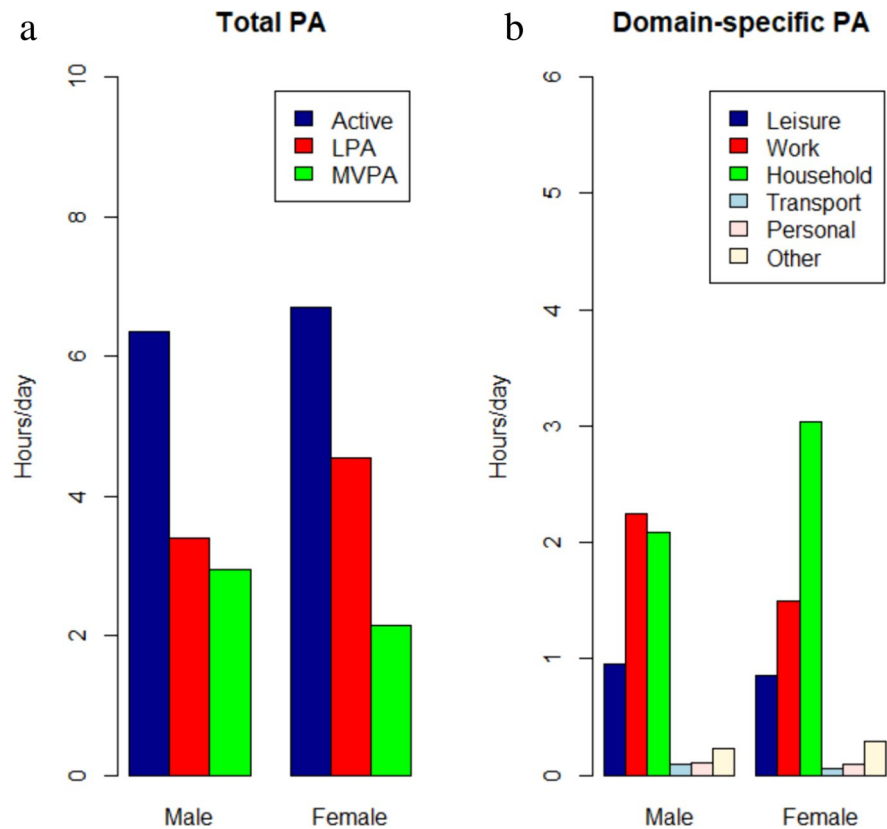 a
Total PA
Hours/day
10
8
6
4
2
0
Active
LPA
MVPA
Male
Female
b
Domain-specific PA
Hours/day
6
5
4
3
2
1
0
Leisure
Work
Household
Transport
Personal
Other
Male
Female